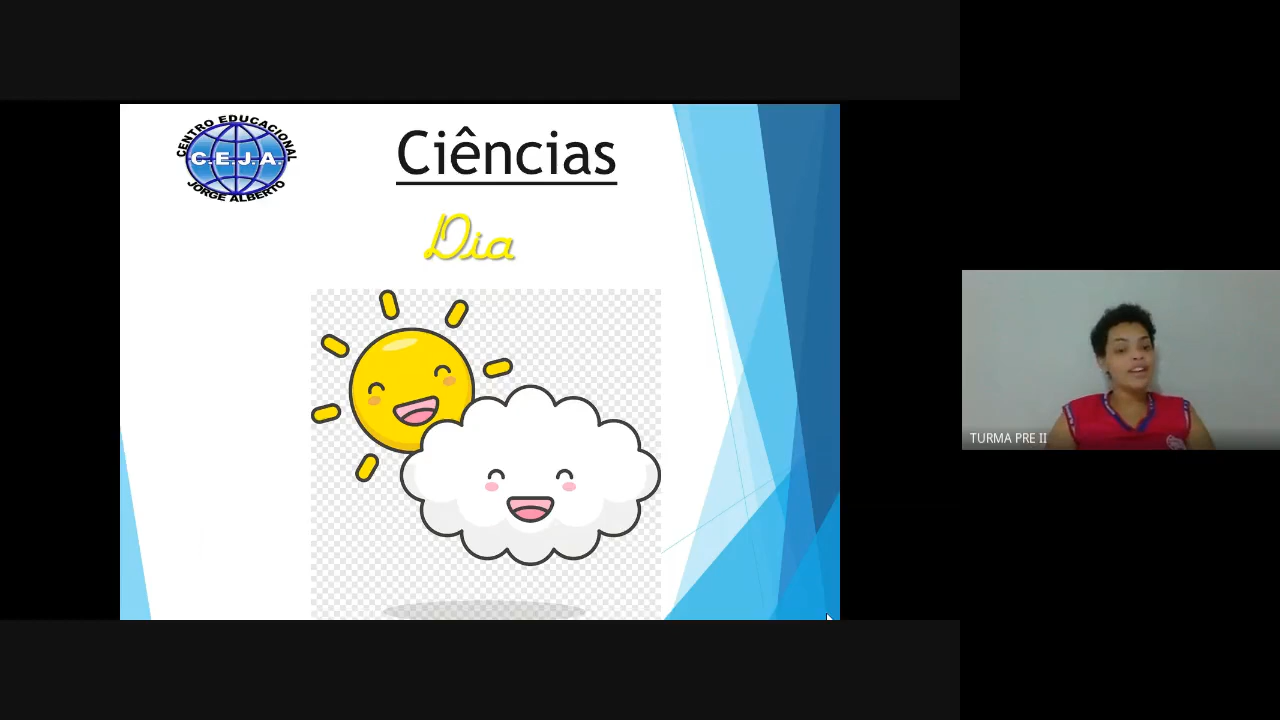 CENTRO EDUCACIONAL
C.E.J.A.
JORGE ALBERTO
Ciências
Dia
TURMA PRE II